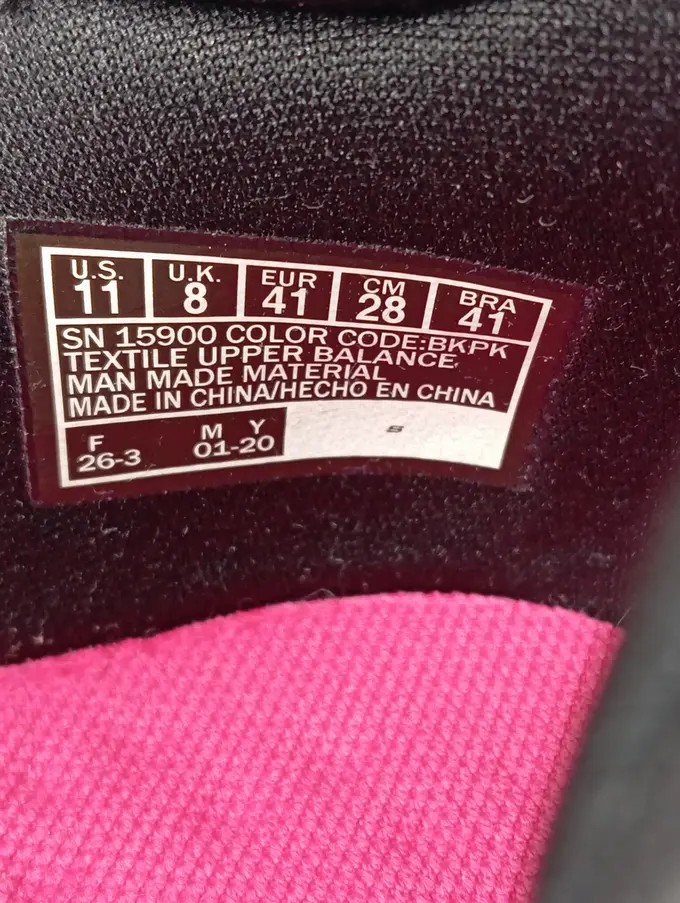 U.S. U.K. EUR CM BRA
11 8 41 28 41
SN 15900 COLOR CODE:BKPK
TEXTILE UPPER BALANCE
MAN MADE MATERIAL
MADE IN CHINA/HECHO EN CHINA
F M Y
26-3 01-20